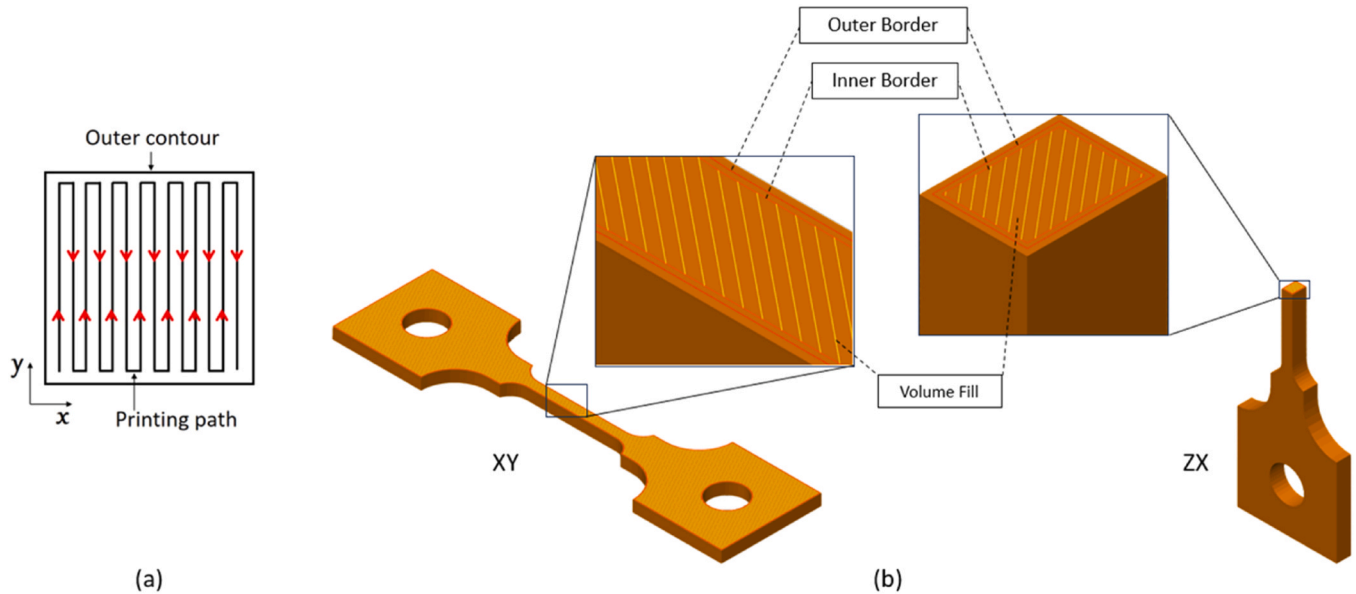 Outer Border
Inner Border
Outer contour
y
x
Printing path
Volume Fill
XY
ZX
(a)
(b)